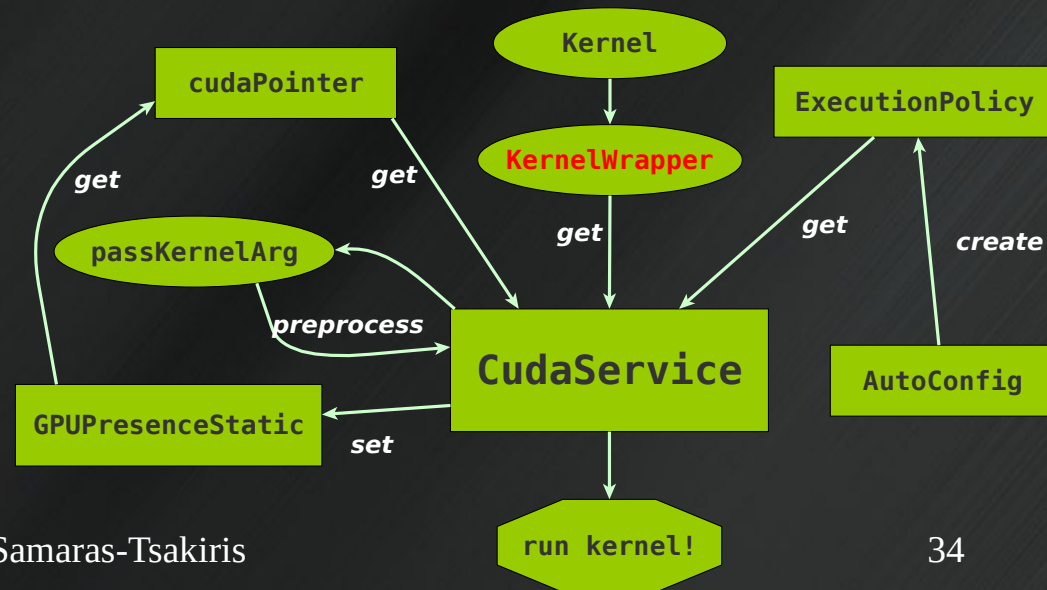 Kernel
cudaPointer
ExecutionPolicy
KernelWrapper
get
get
get
get
create
passKernelArg
preprocess
CudaService
AutoConfig
GPUPresenceStatic
set
run kernel!
Samaras-Tsakiris
34